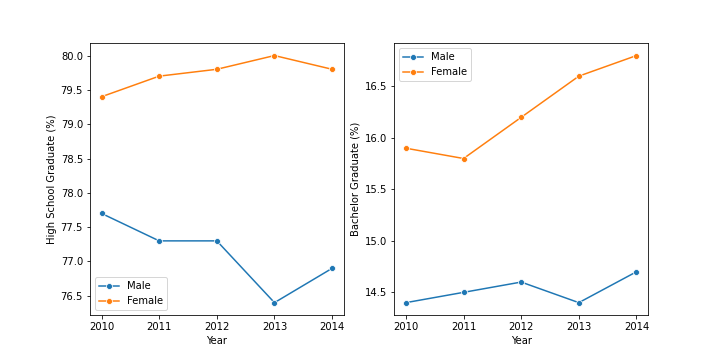 80.0
79.5
79.0
78.5
78.0
77.5
77.0
76.5
High School Graduate (%)
Male
Female
2010 2011 2012 2013 2014
Year
16.5
16.0
15.5
15.0
14.5
Bachelor Graduate (%)
Male
Female
2010 2011 2012 2013 2014
Year